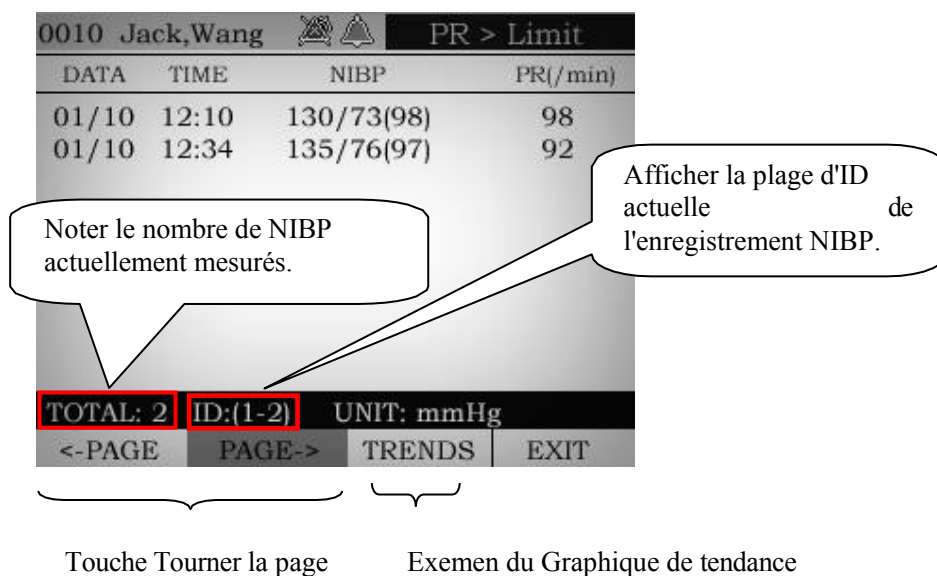 0010 Jack,Wang PR > Limit
DATA TIME NIBP PR(/min)
01/10 12:10 130/73(98) 98
01/10 12:34 135/76(97) 92
Afficher la plage d'ID
actuelle de
l'enregistrement NIBP.
Noter le nombre de NIBP
actuellement mesurés.
TOTAL: 2 ID:(1-2) UNIT: mmHg
<-PAGE PAGE-> TRENDS EXIT
Touche Tourner la page Exemen du Graphique de tendance